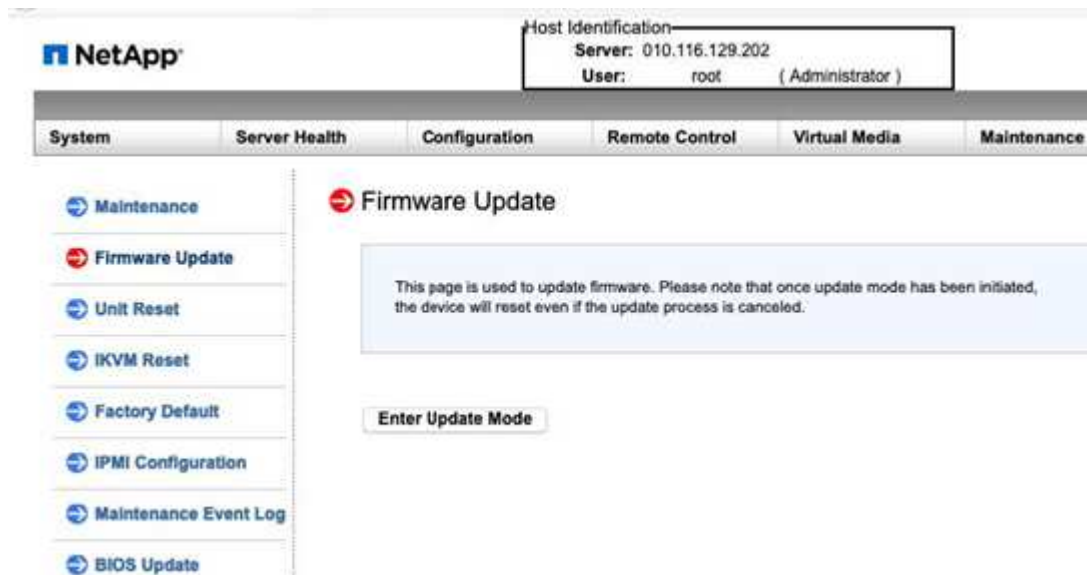 Host Identification
NetApp
Server: 010.116.129.202
User: root ( Administrator )
System Server Health Configuration Remote Control Virtual Media Maintenance
Maintenance
Firmware Update
Unit Reset
IKVM Reset
Factory Default
IPMI Configuration
Maintenance Event Log
BIOS Update
Firmware Update
This page is used to update firmware. Please note that once update mode has been initiated,
the device will reset even if the update process is canceled.
Enter Update Mode